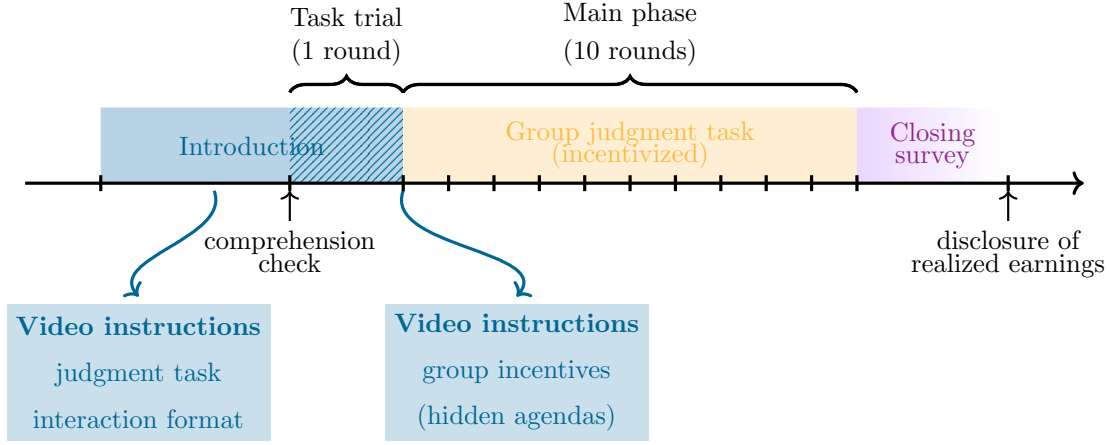 Task trial
(1 round)
Main phase
(10 rounds)
Introduction
Group judgment task
(incentivized)
Closing
survey
comprehension
check
disclosure of
realized earnings
Video instructions
judgment task
interaction format
Video instructions
group incentives
(hidden agendas)